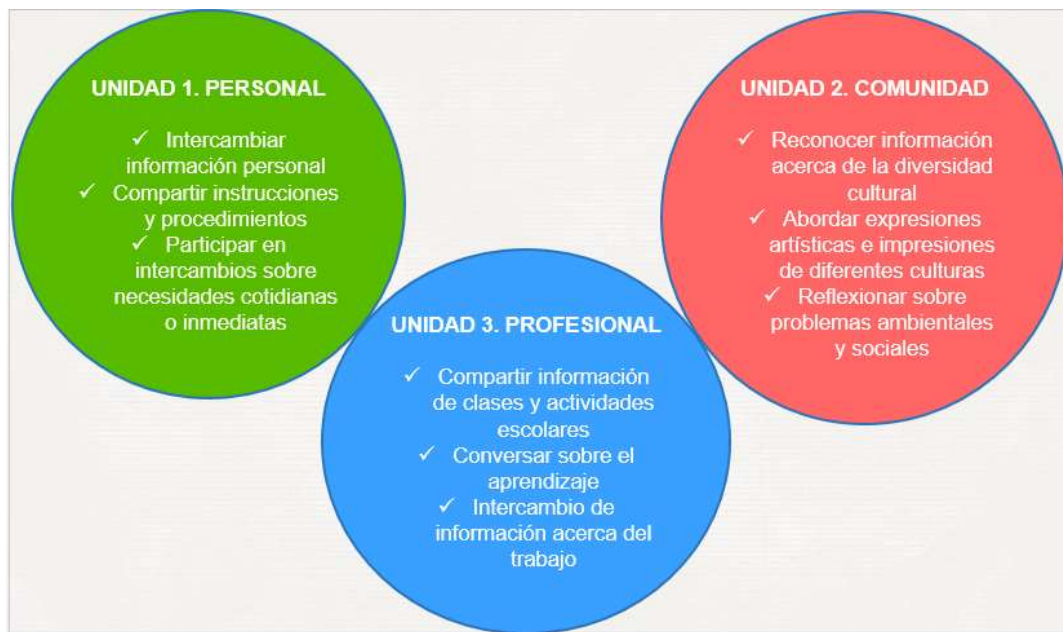 UNIDAD 1. PERSONAL
✓ Intercambiar
información personal
✓ Compartir instrucciones
y procedimientos
✓ Participar en
intercambios sobre
necesidades cotidianas
o inmediatas
UNIDAD 2. COMUNIDAD
✓ Reconocer información
acerca de la diversidad
cultural
✓ Abordar expresiones
artísticas e impresiones
de diferentes culturas
✓ Reflexionar sobre
problemas ambientales
y sociales
UNIDAD 3. PROFESIONAL
✓ Compartir información
de clases y actividades
escolares
✓ Conversar sobre el
aprendizaje
✓ Intercambio de
información acerca del
trabajo